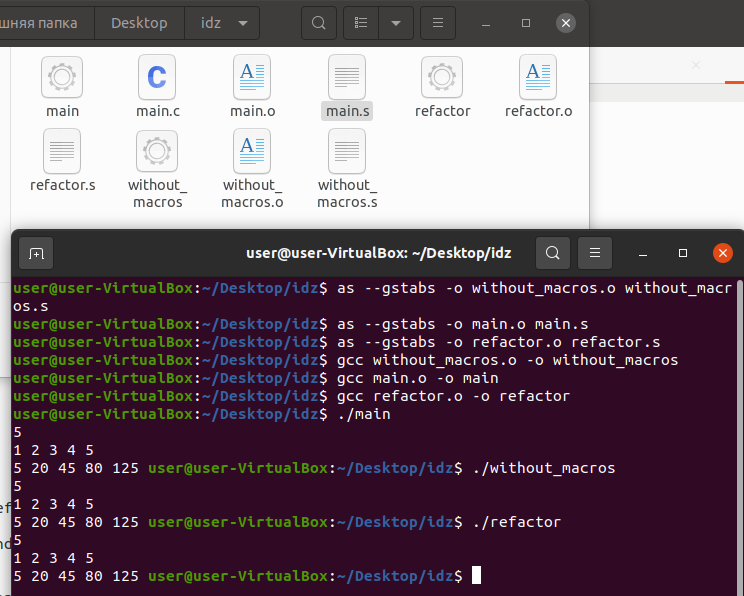 шняя папка Desktop idz
main main.c main.o main.s refactor refactor.o
refactor.s without_macros without_macros.o without_macros.s
user@user-VirtualBox: ~/Desktop/idz
user@user-VirtualBox:~/Desktop/idz$ as --gstabs -o without_macros.o without_macr
os.s
user@user-VirtualBox:~/Desktop/idz$ as --gstabs -o main.o main.s
user@user-VirtualBox:~/Desktop/idz$ as --gstabs -o refactor.o refactor.s
user@user-VirtualBox:~/Desktop/idz$ gcc without_macros.o -o without_macros
user@user-VirtualBox:~/Desktop/idz$ gcc main.o -o main
user@user-VirtualBox:~/Desktop/idz$ gcc refactor.o -o refactor
user@user-VirtualBox:~/Desktop/idz$ ./main
5
1 2 3 4 5
5 20 45 80 125 user@user-VirtualBox:~/Desktop/idz$ ./without_macros
5
1 2 3 4 5
5 20 45 80 125 user@user-VirtualBox:~/Desktop/idz$ ./refactor
5
1 2 3 4 5
5 20 45 80 125 user@user-VirtualBox:~/Desktop/idz$